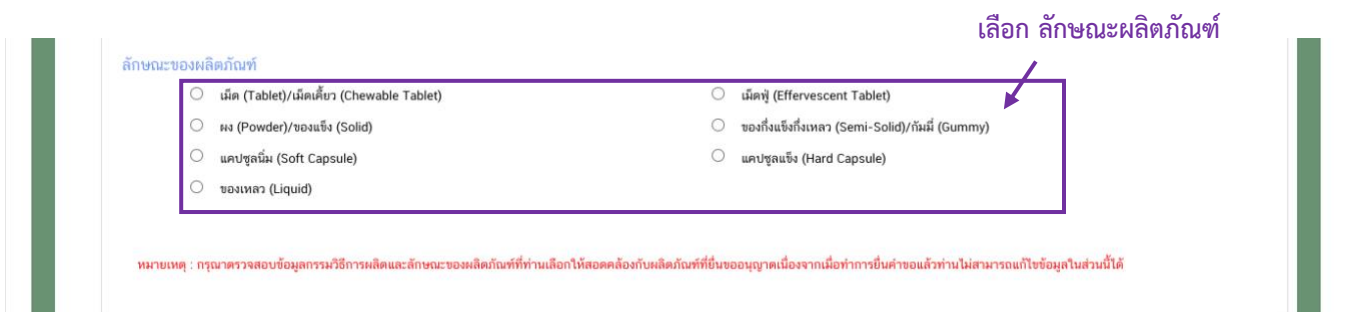 เลือก ลักษณะผลิตภัณฑ์
ลักษณะของผลิตภัณฑ์
เม็ด (Tablet)/เม็ดเคี้ยว (Chewable Tablet)
เม็ดฟู่ (Effervescent Tablet)
ผง (Powder)/ของแข็ง (Solid)
ของกึ่งแข็งกึ่งเหลว (Semi-Solid)/กัมมี่ (Gummy)
แคปซูลนิ่ม (Soft Capsule)
แคปซูลแข็ง (Hard Capsule)
ของเหลว (Liquid)
หมายเหตุ : กรุณาตรวจสอบข้อมูลกรรมวิธีการผลิตและลักษณะของผลิตภัณฑ์ที่ท่านเลือกให้สอดคล้องกับผลิตภัณฑ์ที่ยื่นขออนุญาตเนื่องจากเมื่อทำการยื่นคำขอแล้วท่านไม่สามารถแก้ไขข้อมูลในส่วนนี้ได้